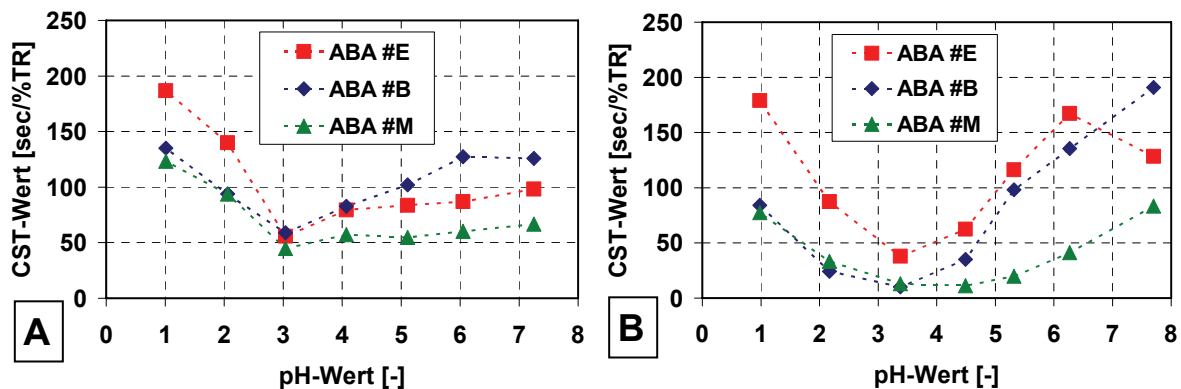 CST-Wert [sec/%TR]
250
200
150
100
50
0
0 1 2 3 4 5 6 7 8
pH-Wert [-]
ABA #E
ABA #B
ABA #M
A
CST-Wert [sec/%TR]
250
200
150
100
50
0
0 1 2 3 4 5 6 7 8
pH-Wert [-]
ABA #E
ABA #B
ABA #M
B